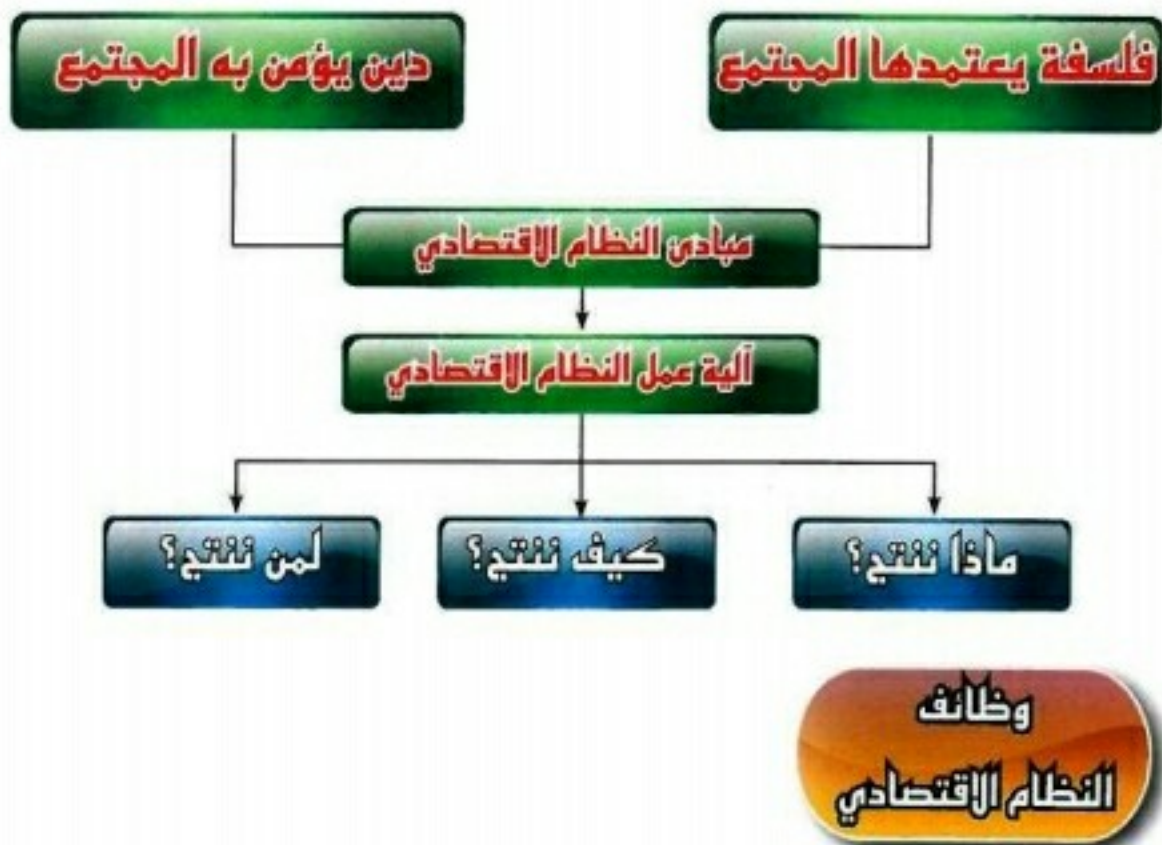 فلسفة يعتمدها المجتمع
دين يؤمن به المجتمع
مبادئ النظام الاقتصادي
آلية عمل النظام الاقتصادي
ماذا ننتج؟
كيف ننتج؟
لمن ننتج؟
وظائف
النظام الاقتصادي